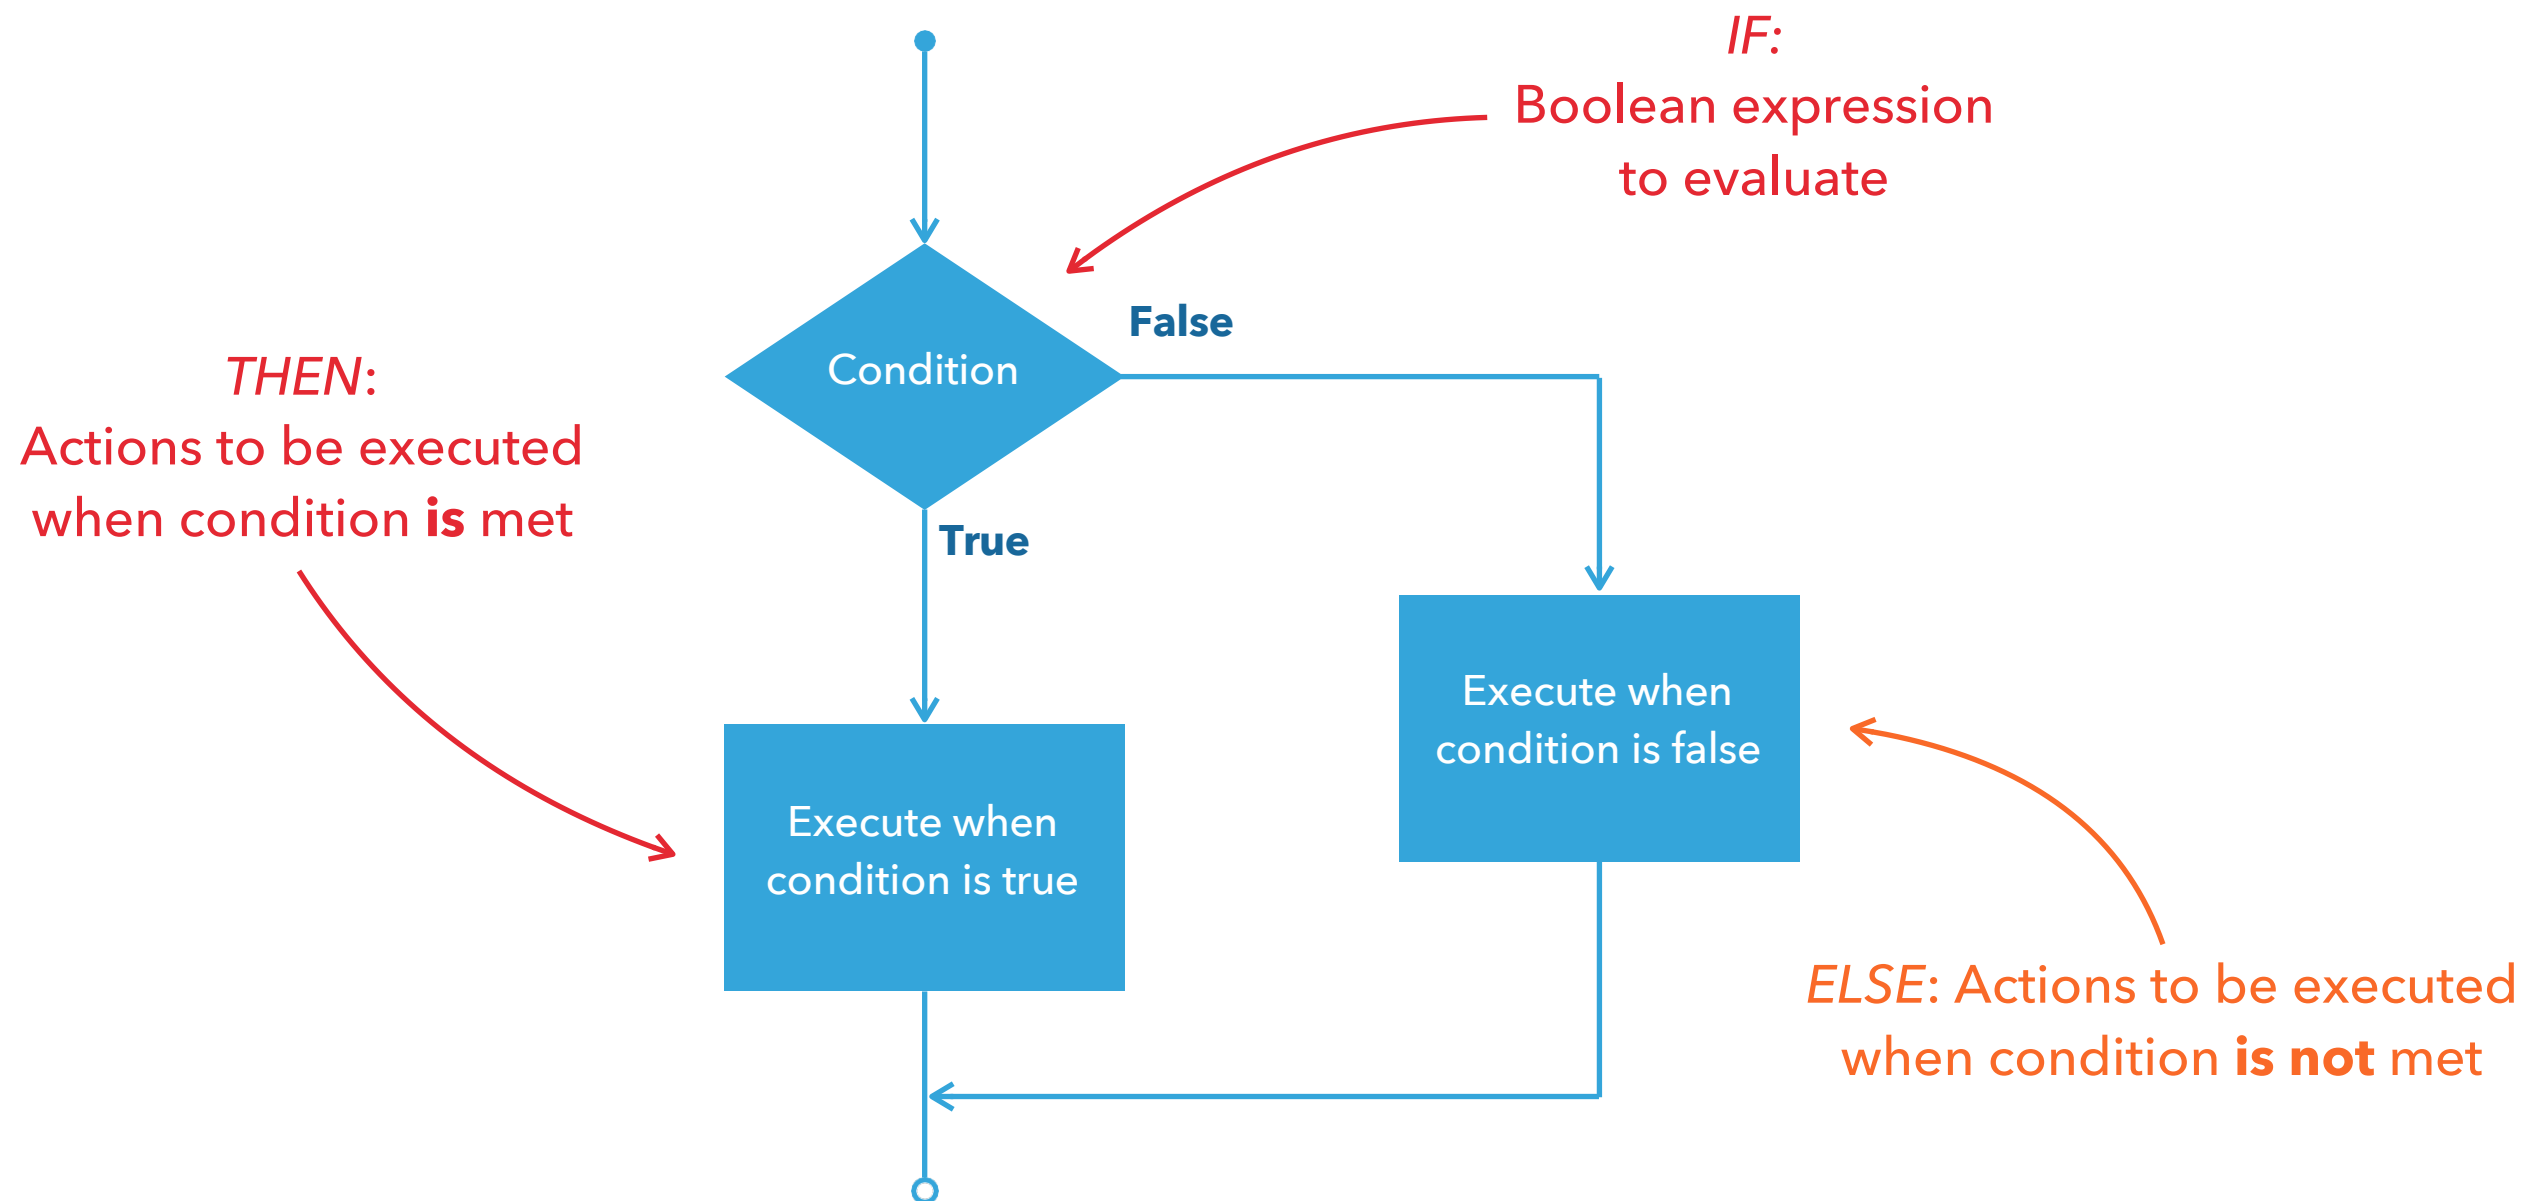 IF:
Boolean expression
to evaluate
False
Condition
THEN:
Actions to be executed
when condition is met
True
Execute when
condition is false
Execute when
condition is true
ELSE: Actions to be executed
when condition is not met